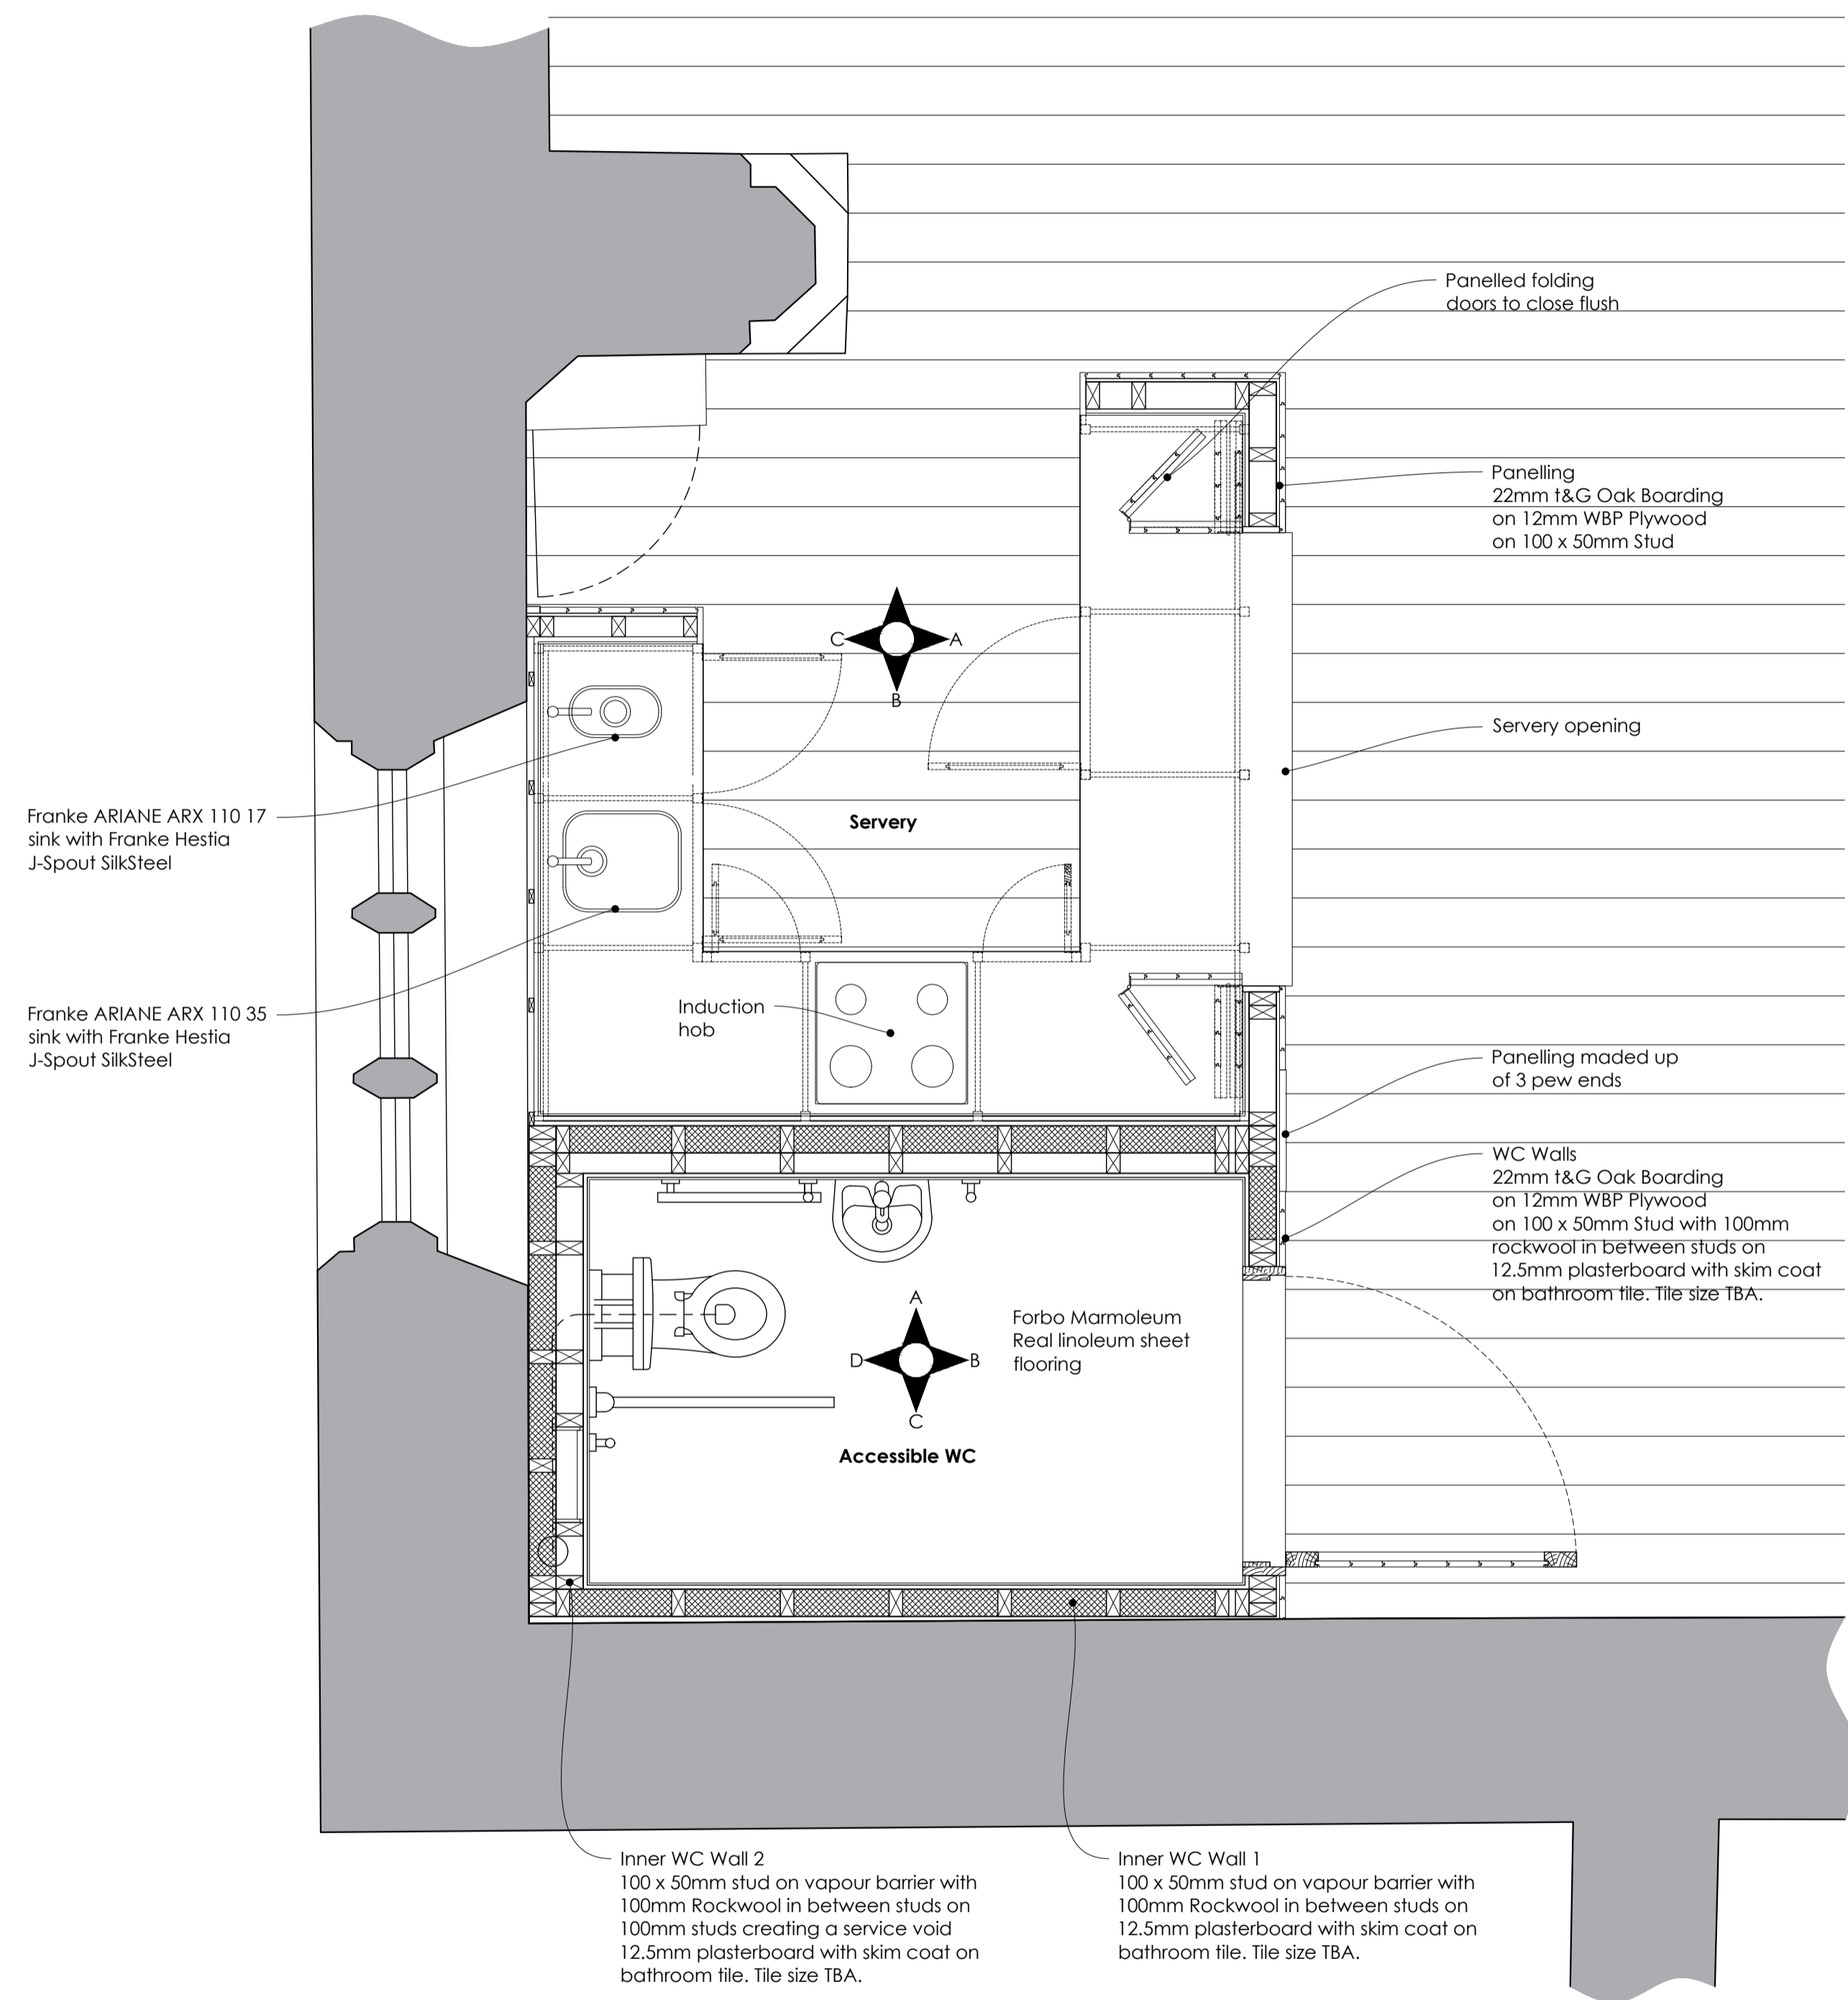 Panelled folding
doors to close flush
Panelling
22mm t&G Oak Boarding
on 12mm WBP Plywood
on 100 x 50mm Stud
C
A
B
Servery opening
Franke ARIANE ARX 110 17
sink with Franke Hestia
J-Spout SilkSteel
Servery
Induction
hob
Franke ARIANE ARX 110 35
sink with Franke Hestia
J-Spout SilkSteel
Panelling maded up
of 3 pew ends
WC Walls
22mm t&G Oak Boarding
on 12mm WBP Plywood
on 100 x 50mm Stud with 100mm
rockwool in between studs on
12.5mm plasterboard with skim coat
on bathroom tile. Tile size TBA.
A
D
B
C
Forbo Marmoleum
Real linoleum sheet
flooring
Accessible WC
Inner WC Wall 2
100 x 50mm stud on vapour barrier with
100mm Rockwool in between studs on
100mm studs creating a service void
12.5mm plasterboard with skim coat on
bathroom tile. Tile size TBA.
Inner WC Wall 1
100 x 50mm stud on vapour barrier with
100mm Rockwool in between studs on
12.5mm plasterboard with skim coat on
bathroom tile. Tile size TBA.